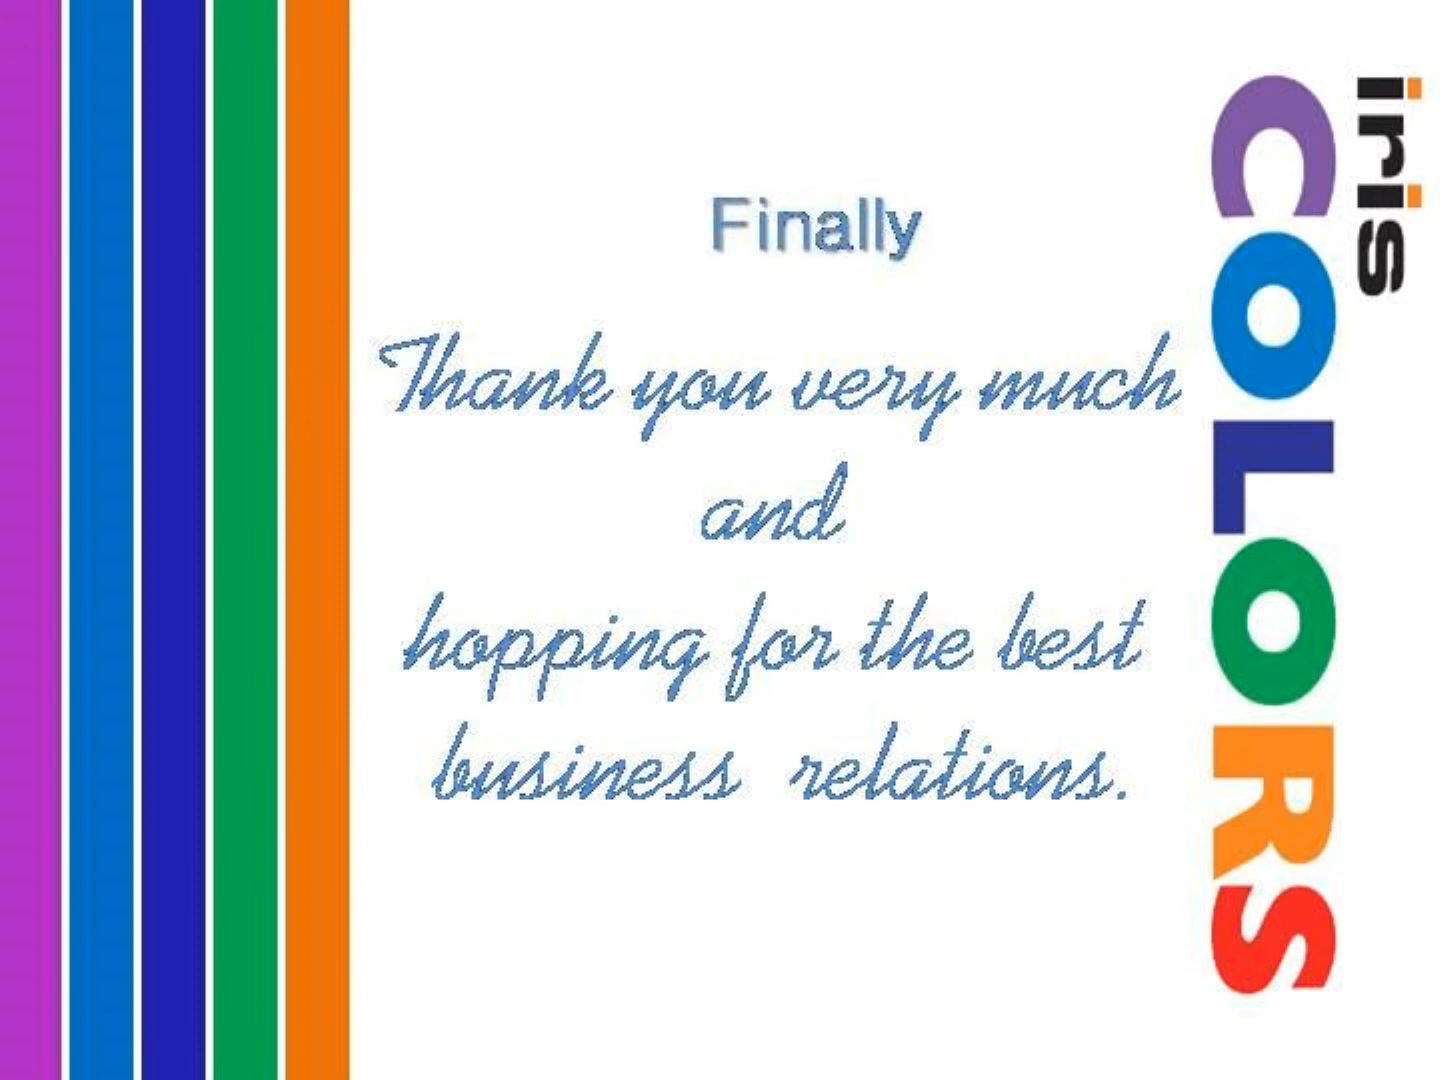 Finally
Thank you very much
and
hopping for the best
business relations.
iris
COLORS